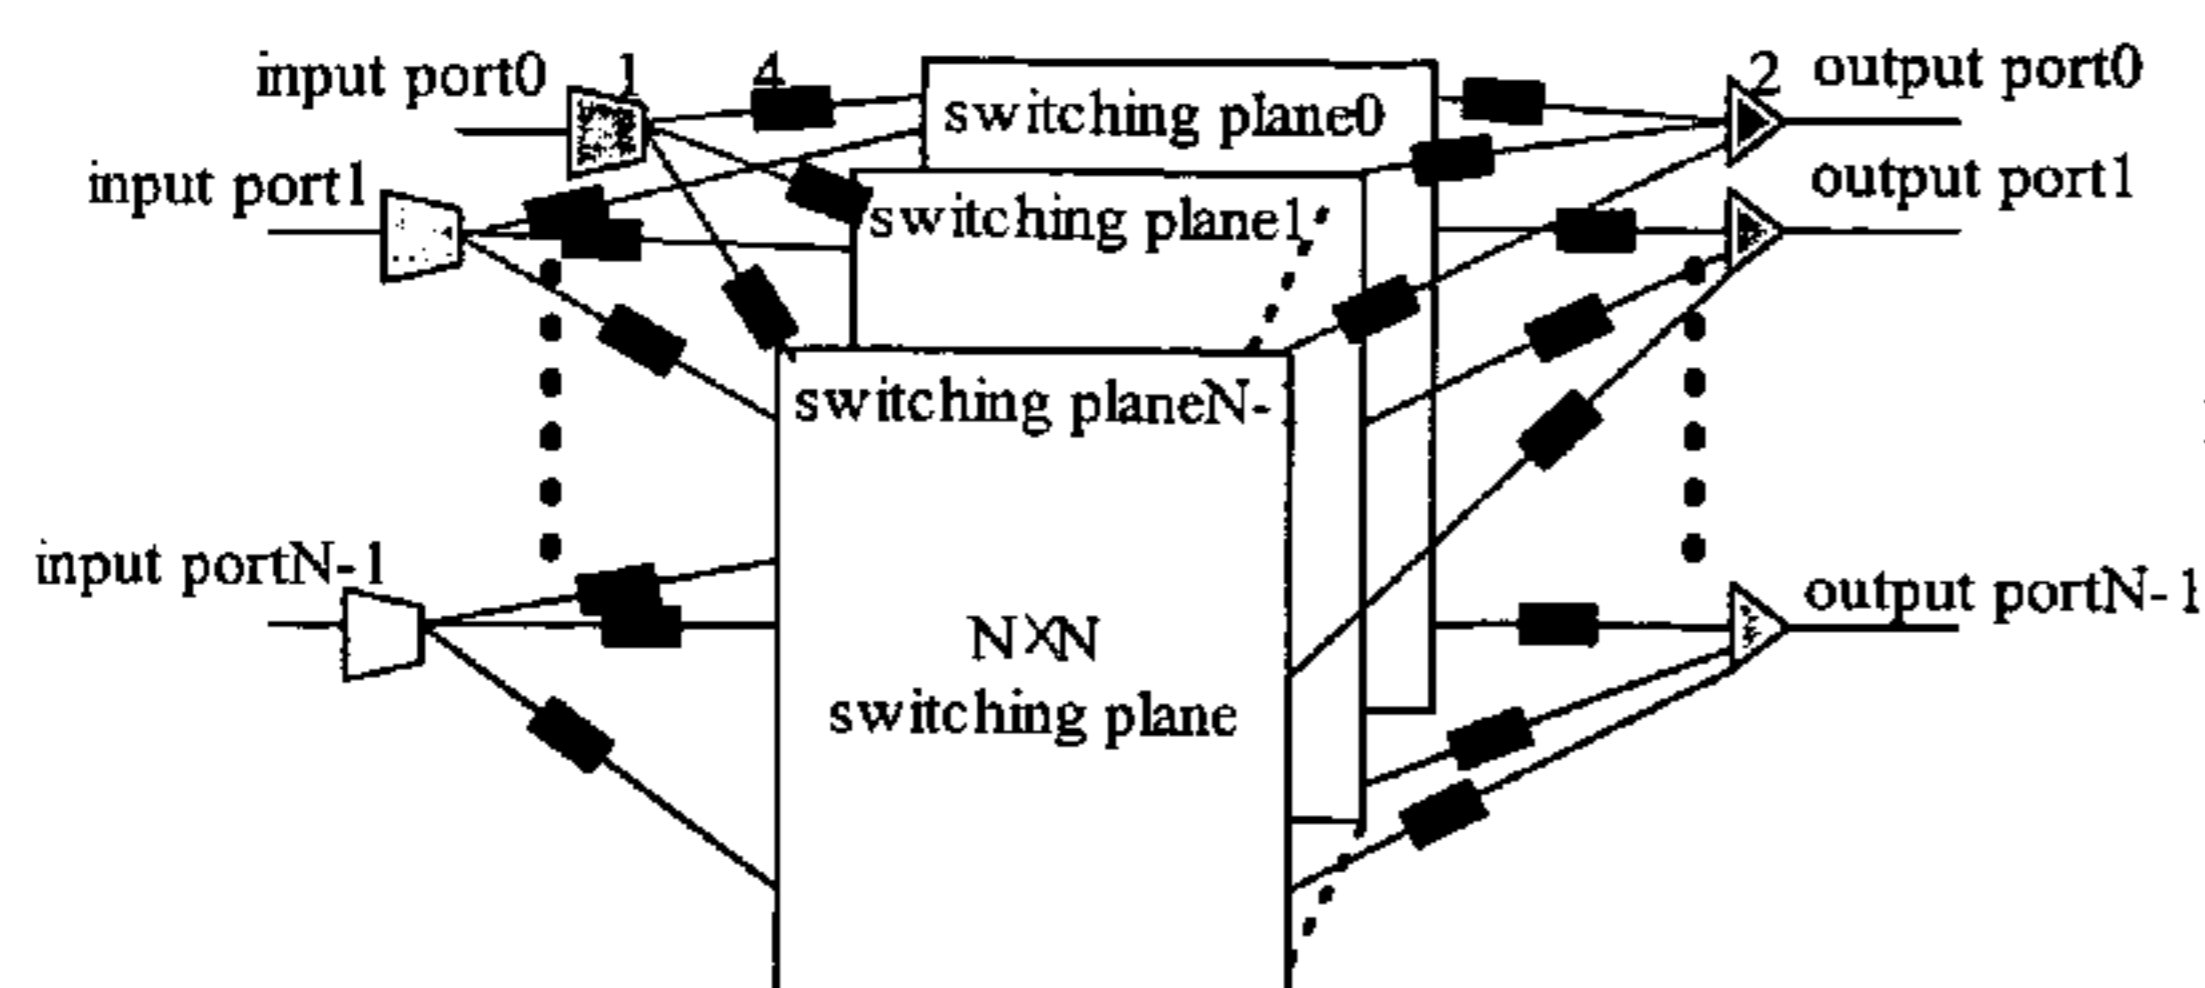 input port0 1 4 2 output port0
switching plane0
input port1 output port1
switching plane1
switching planeN-1
input portN-1 output portN-1
N×N
switching plane